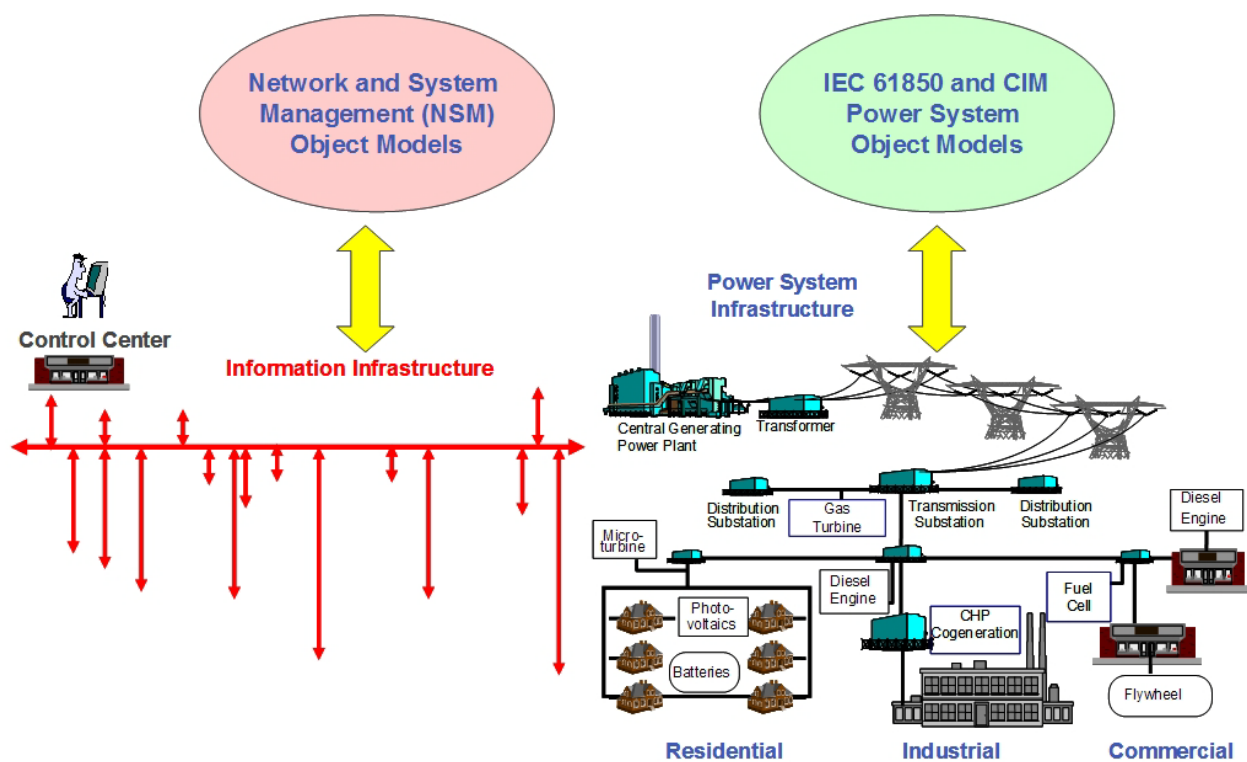 Network and System
Management (NSM)
Object Models
IEC 61850 and CIM
Power System
Object Models
Power System
Infrastructure
Control Center
Information Infrastructure
Central Generating
Power Plant
Transformer
Distribution
Substation
Gas
Turbine
Transmission
Substation
Distribution
Substation
Diesel
Engine
Micro-
turbine
Diesel
Engine
Fuel
Cell
Photo-
voltaics
CHP
Cogeneration
Batteries
Flywheel
Residential
Industrial
Commercial